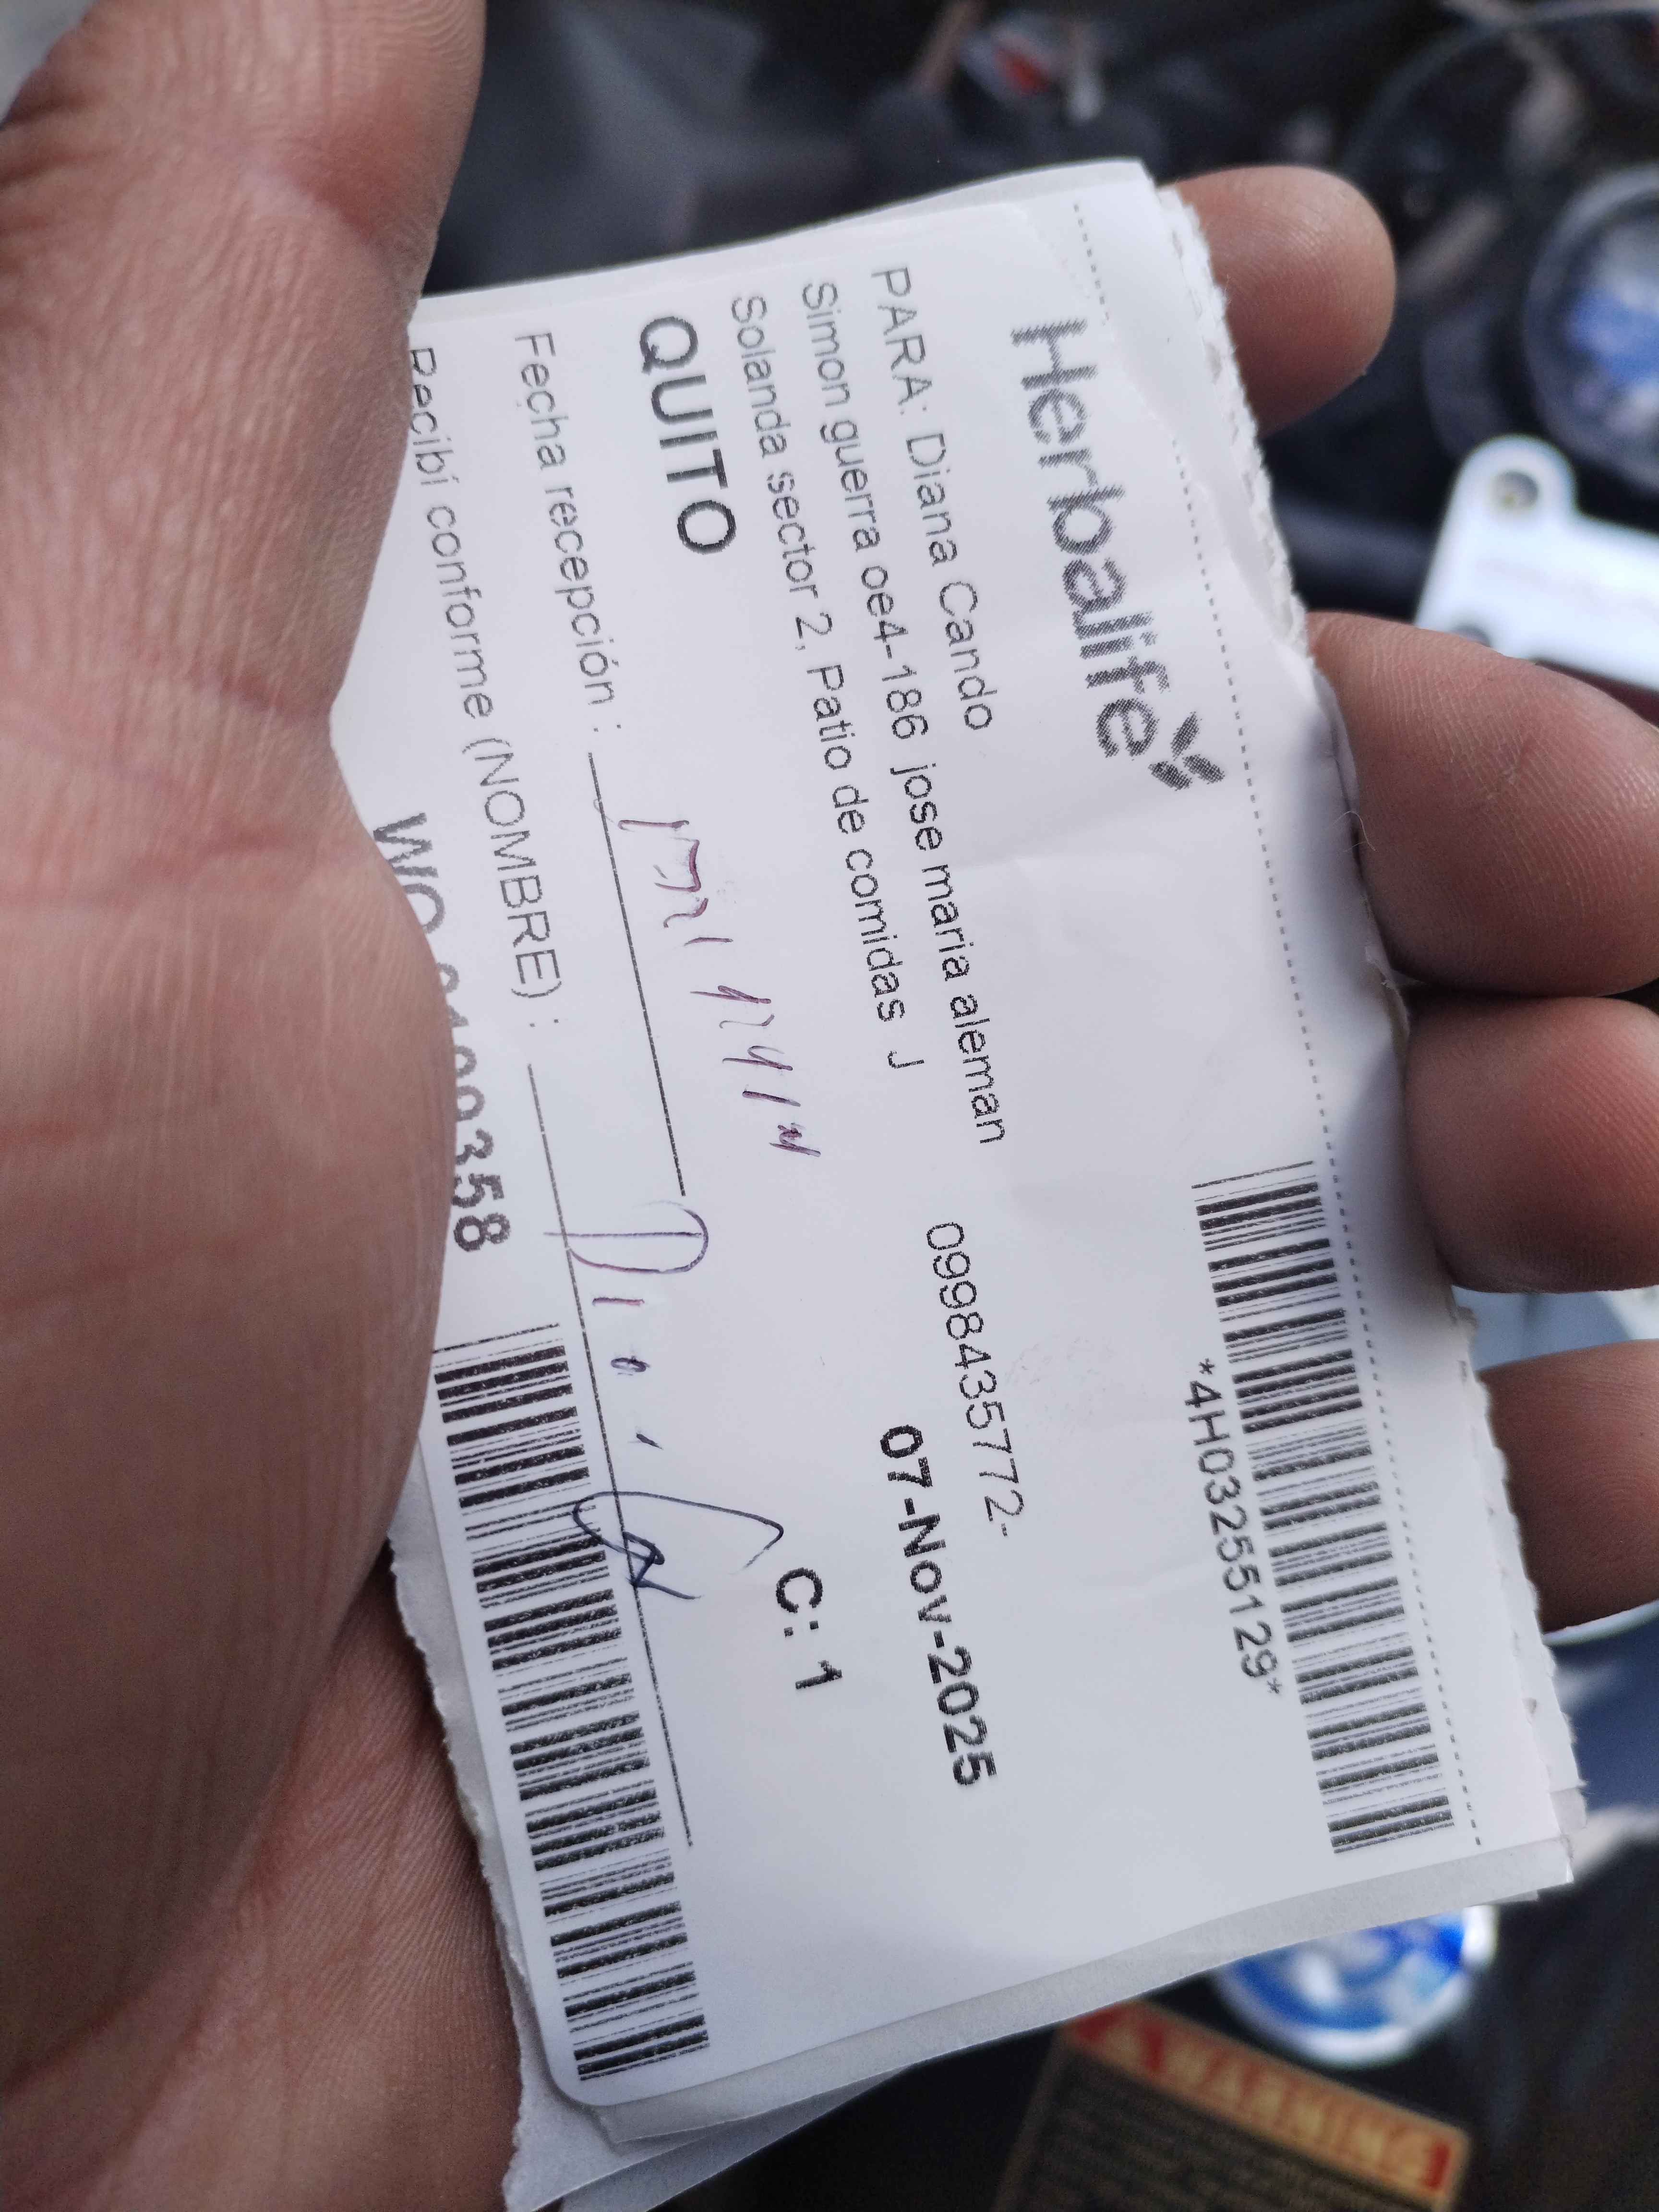 Herbalife
*4H03255129*
PARA: Diana Cando
Simon guerra oe4-186 jose maria aleman 0998435772-
Solanda sector 2, Patio de comidas J
07-Nov-2025
QUITO
C: 1
Fecha recepción :
Recibí conforme (NOMBRE) :
WARNING